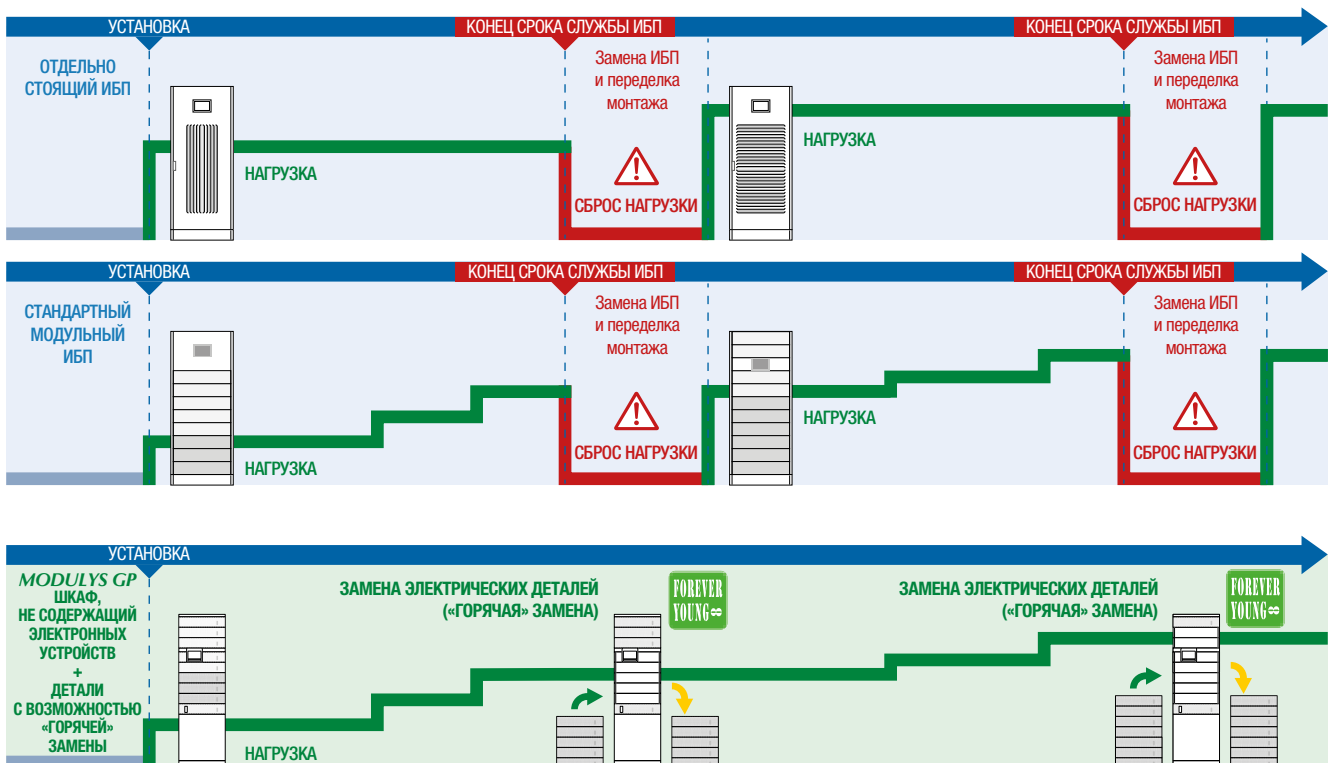 УСТАНОВКА
КОНЕЦ СРОКА СЛУЖБЫ ИБП
КОНЕЦ СРОКА СЛУЖБЫ ИБП
ОТДЕЛЬНО
СТОЯЩИЙ ИБП
НАГРУЗКА
Замена ИБП
и переделка
монтажа
СБРОС НАГРУЗКИ
НАГРУЗКА
Замена ИБП
и переделка
монтажа
СБРОС НАГРУЗКИ
УСТАНОВКА
КОНЕЦ СРОКА СЛУЖБЫ ИБП
КОНЕЦ СРОКА СЛУЖБЫ ИБП
СТАНДАРТНЫЙ
МОДУЛЬНЫЙ
ИБП
НАГРУЗКА
Замена ИБП
и переделка
монтажа
СБРОС НАГРУЗКИ
НАГРУЗКА
Замена ИБП
и переделка
монтажа
СБРОС НАГРУЗКИ
УСТАНОВКА
MODULYS GP
ШКАФ,
НЕ СОДЕРЖАЩИЙ
ЭЛЕКТРОННЫХ
УСТРОЙСТВ
+
ДЕТАЛИ
С ВОЗМОЖНОСТЬЮ
«ГОРЯЧЕЙ»
ЗАМЕНЫ
НАГРУЗКА
ЗАМЕНА ЭЛЕКТРИЧЕСКИХ ДЕТАЛЕЙ
(«ГОРЯЧАЯ» ЗАМЕНА)
FOREVER
YOUNG∞
ЗАМЕНА ЭЛЕКТРИЧЕСКИХ ДЕТАЛЕЙ
(«ГОРЯЧАЯ» ЗАМЕНА)
FOREVER
YOUNG∞